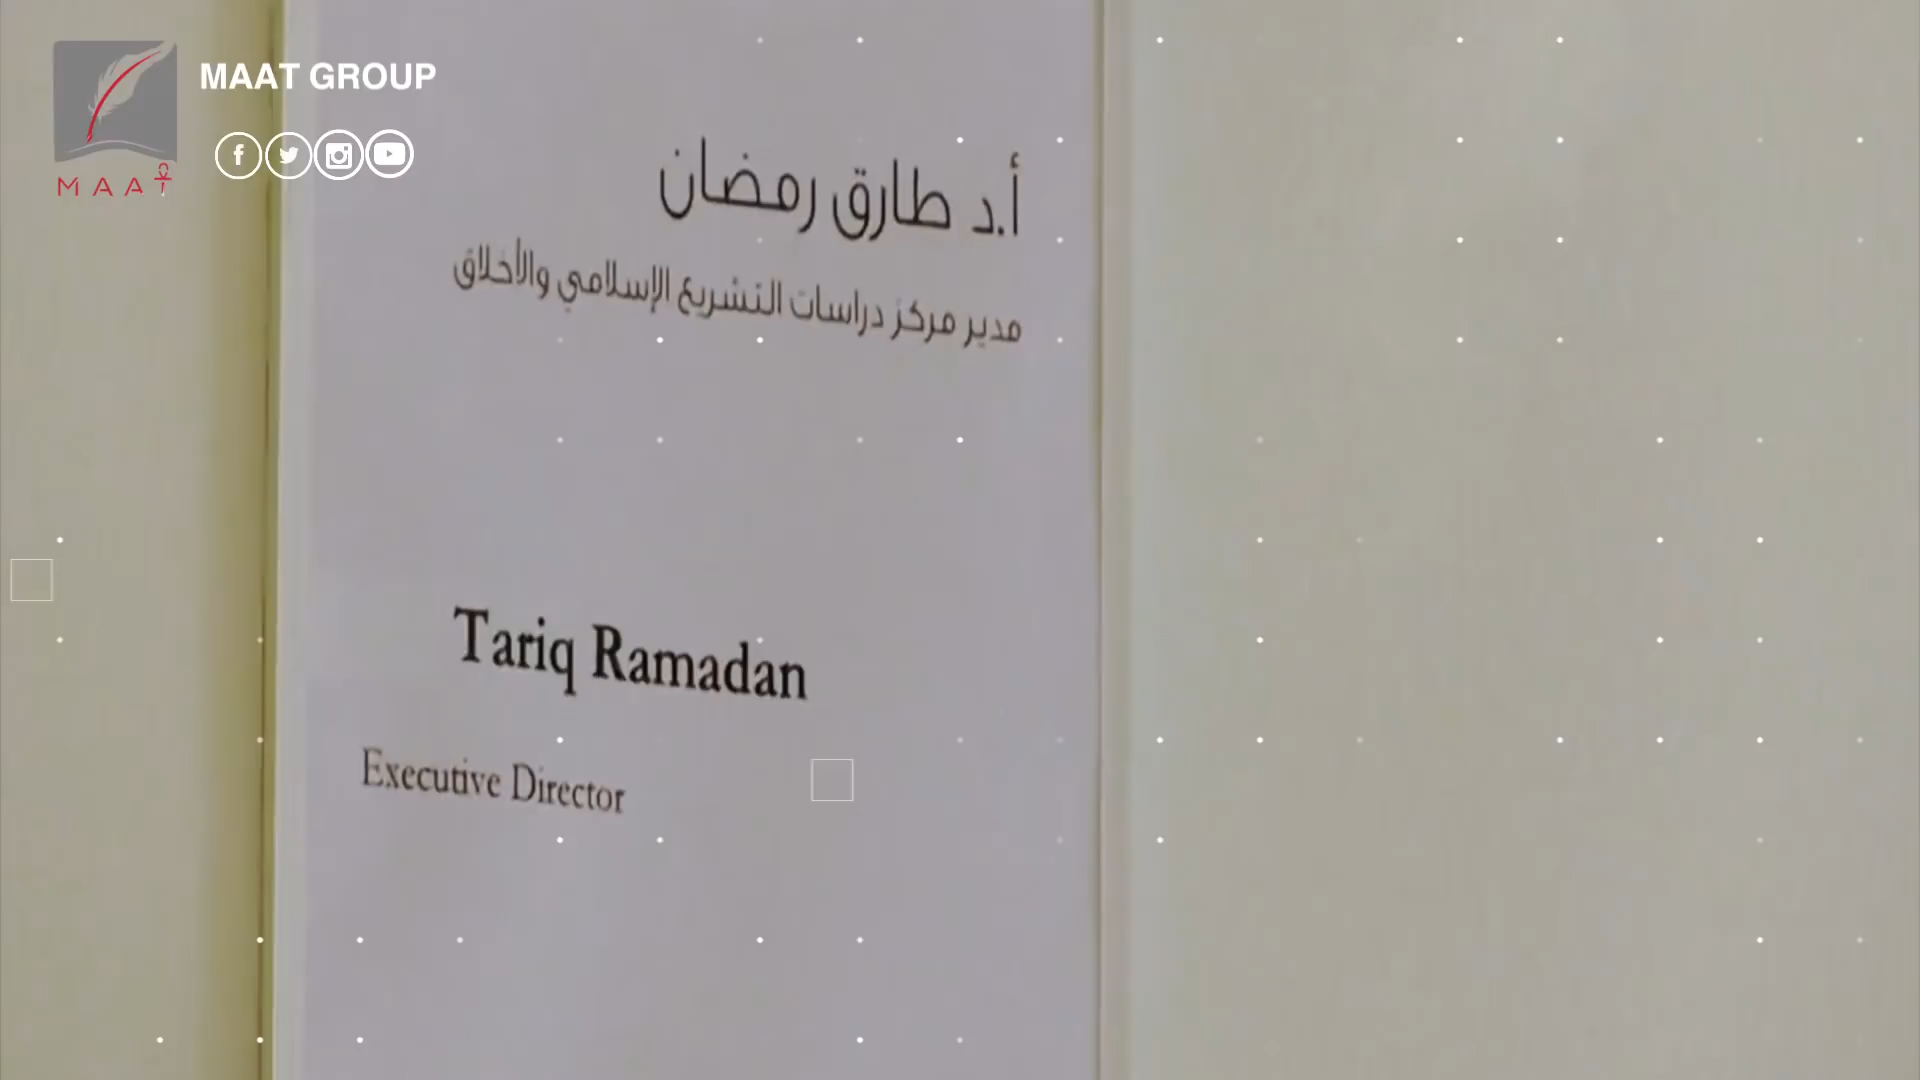 MAAT GROUP
MAAT
أ.د طارق رمضان
مدير مركز دراسات التشريع الإسلامي والأخلاق
Tariq Ramadan
Executive Director